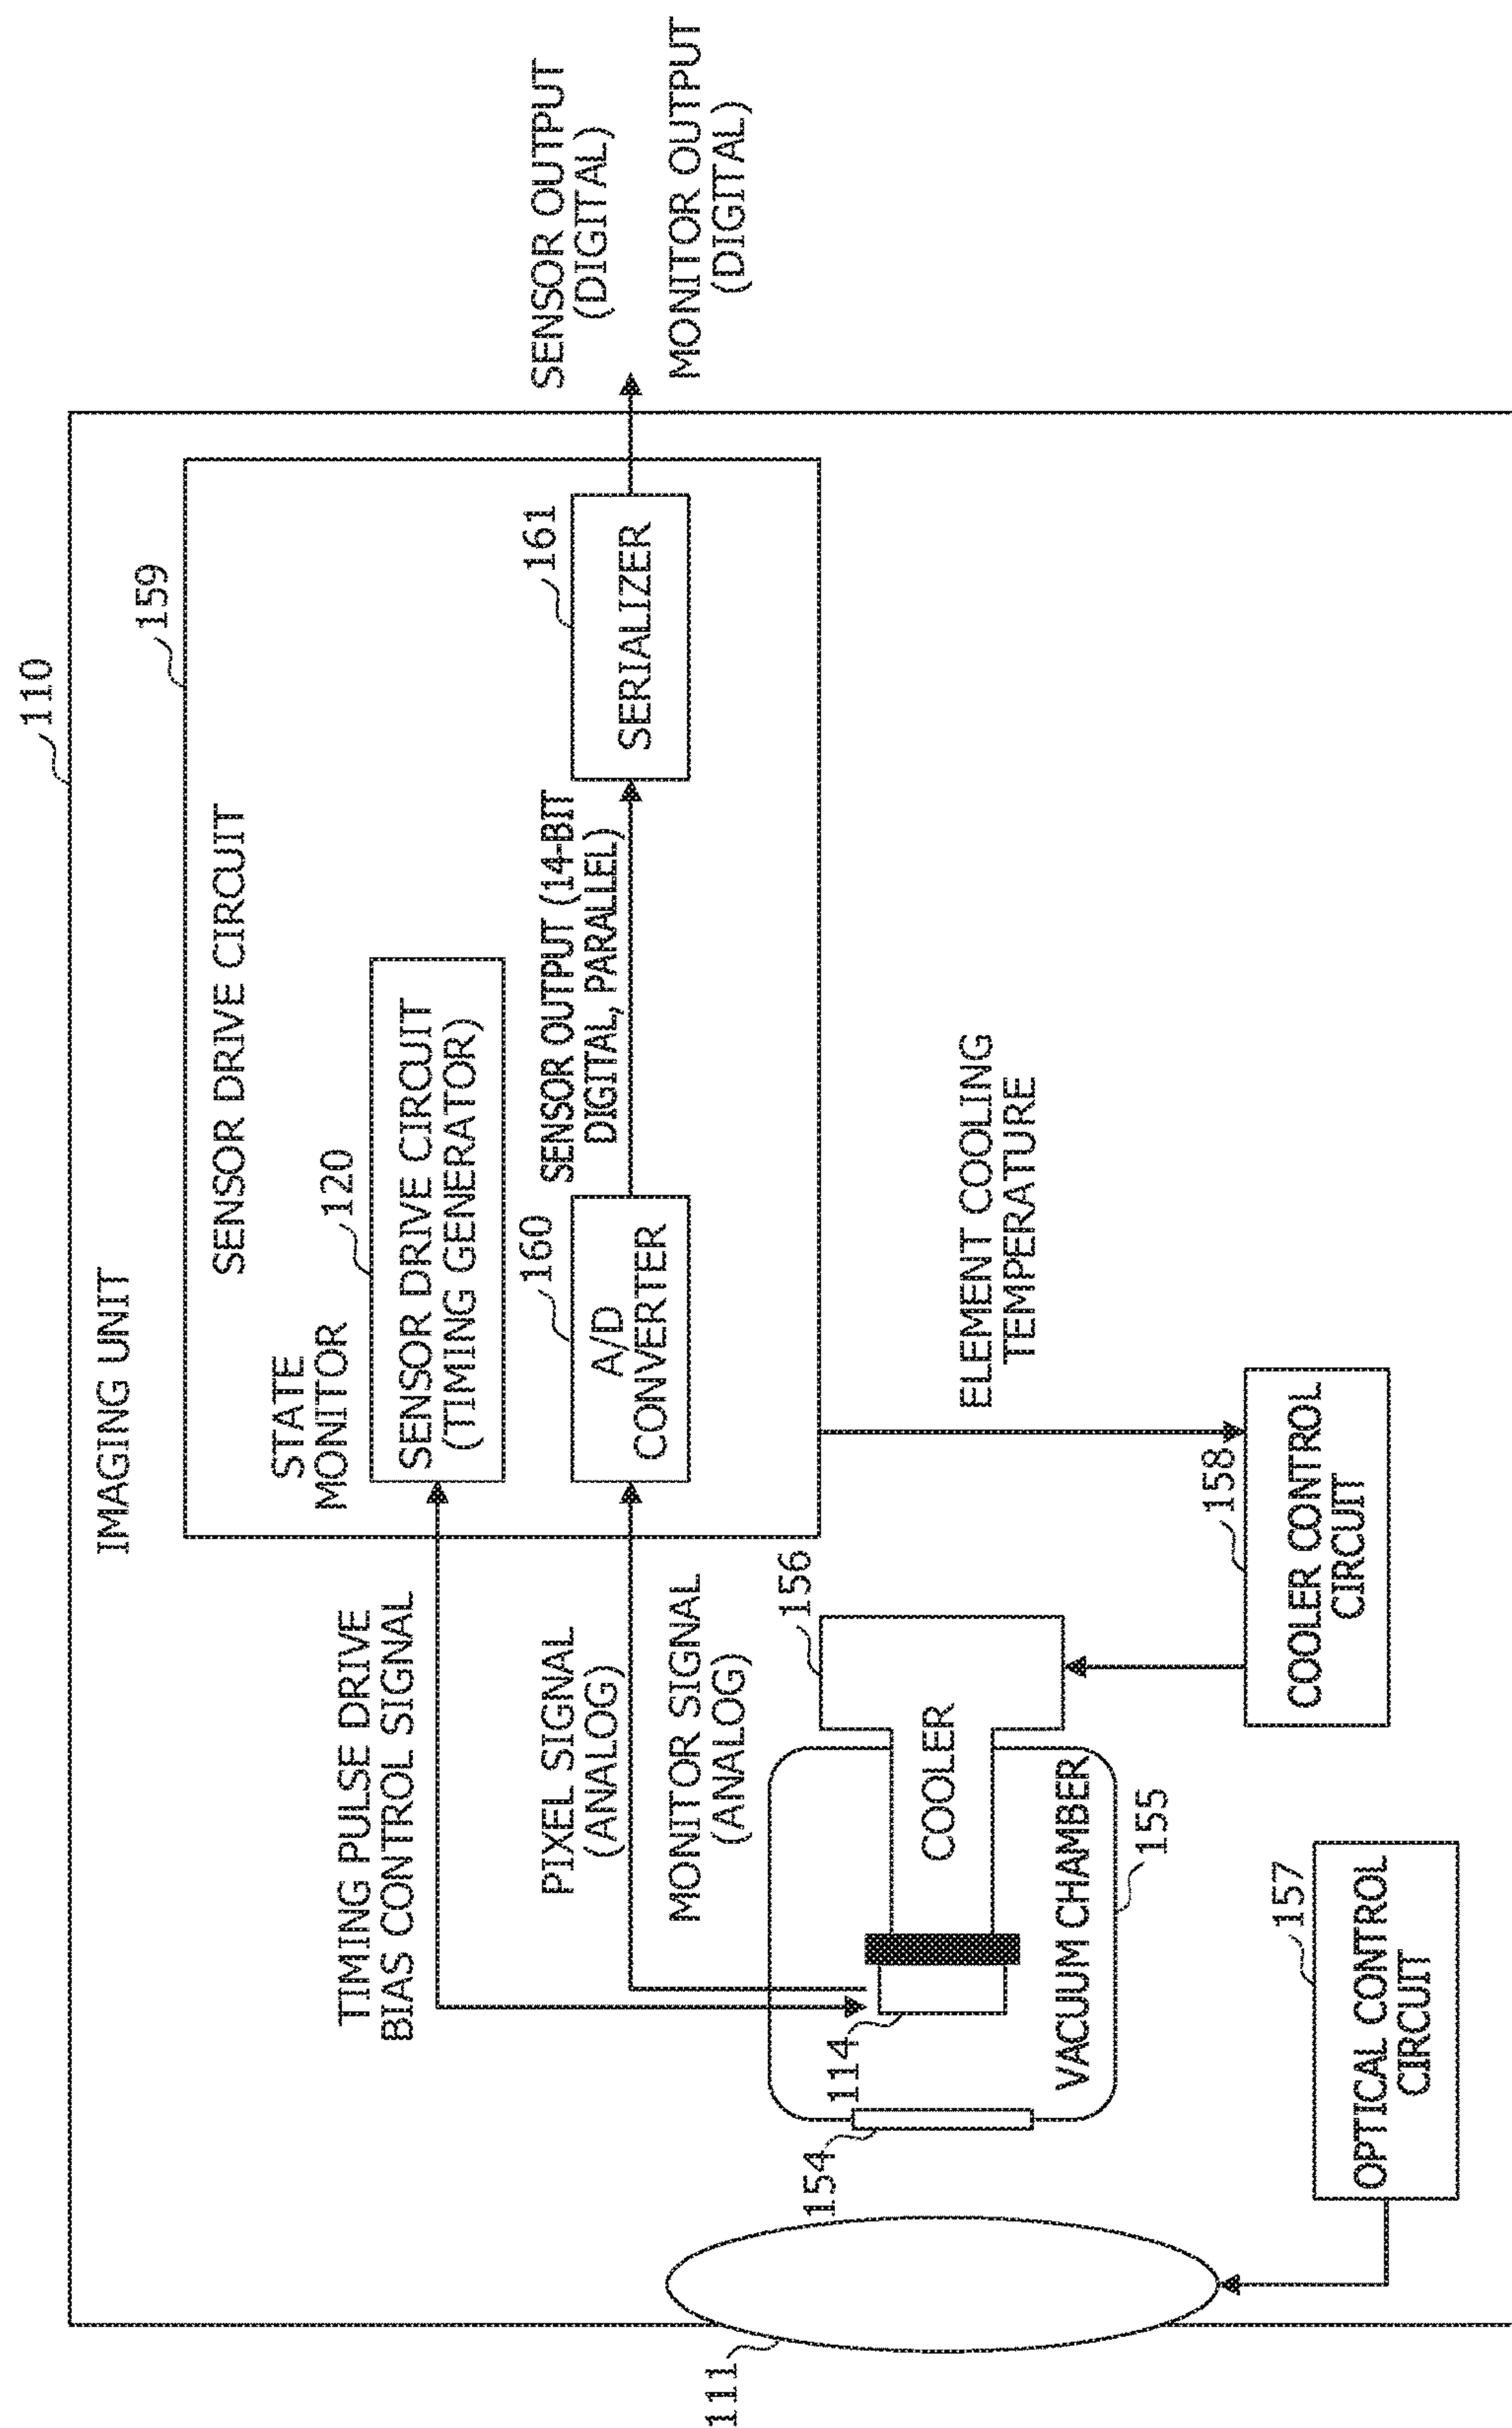 110
IMAGING UNIT
159
SENSOR DRIVE CIRCUIT
STATE
MONITOR
120
TIMING PULSE DRIVE
BIAS CONTROL SIGNAL
SENSOR DRIVE CIRCUIT
(TIMING GENERATOR)
PIXEL SIGNAL
(ANALOG)
160
SENSOR OUTPUT (14-BIT
DIGITAL, PARALLEL)
161
SENSOR OUTPUT
(DIGITAL)
A/D
CONVERTER
SERIALIZER
MONITOR SIGNAL
(ANALOG)
MONITOR OUTPUT
(DIGITAL)
111
154
114
156
COOLER
ELEMENT COOLING
TEMPERATURE
VACUUM CHAMBER
155
158
COOLER CONTROL
CIRCUIT
157
OPTICAL CONTROL
CIRCUIT